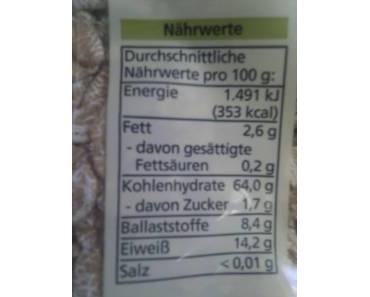 Nährwerte
Durchschnittliche
Nährwerte pro 100 g:
Energie 1.491 kJ
(353 kcal)
Fett 2,6 g
- davon gesättigte
Fettsäuren 0,2 g
Kohlenhydrate 64,0 g
- davon Zucker 1,7 g
Ballaststoffe 8,4 g
Eiweiß 14,2 g
Salz < 0,01 g